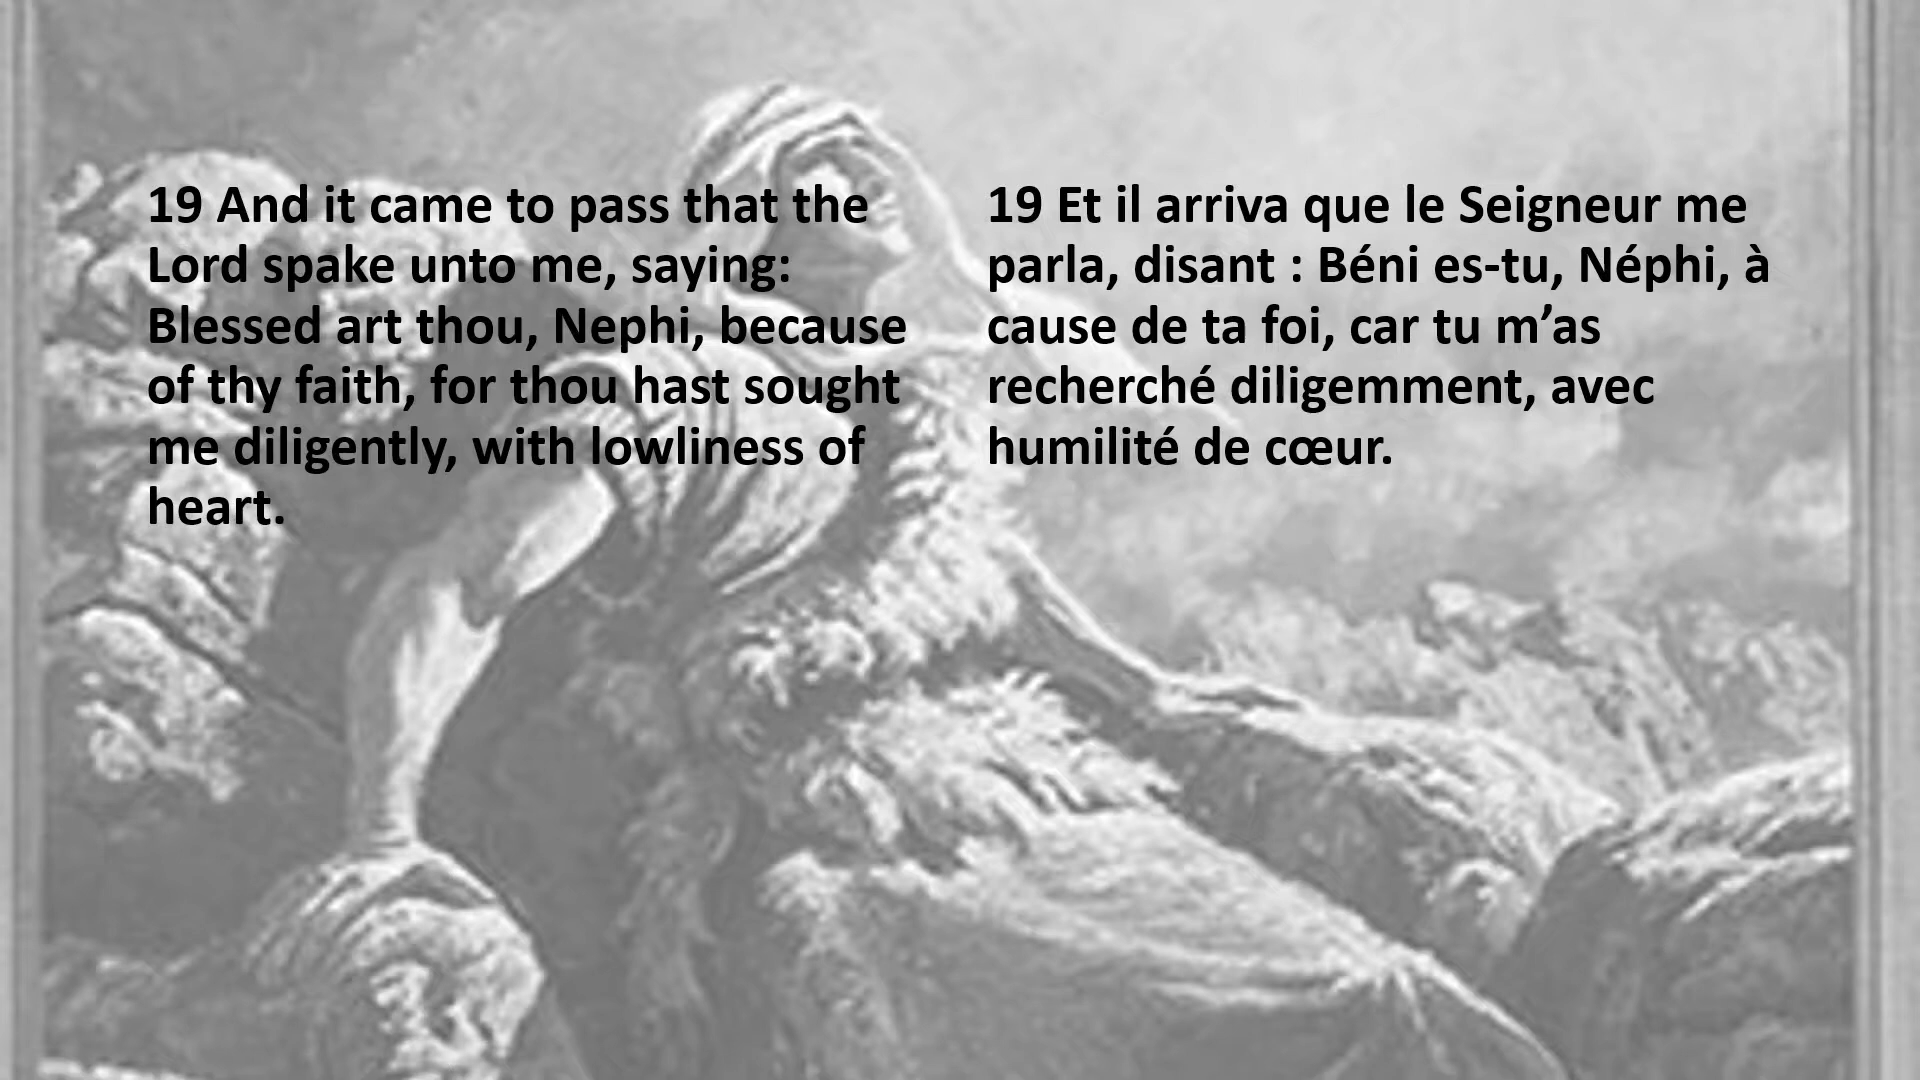 19 And it came to pass that the
Lord spake unto me, saying:
Blessed art thou, Nephi, because
of thy faith, for thou hast sought
me diligently, with lowliness of
heart.
19 Et il arriva que le Seigneur me
parla, disant : Béni es-tu, Néphi, à
cause de ta foi, car tu m’as
recherché diligemment, avec
humilité de cœur.